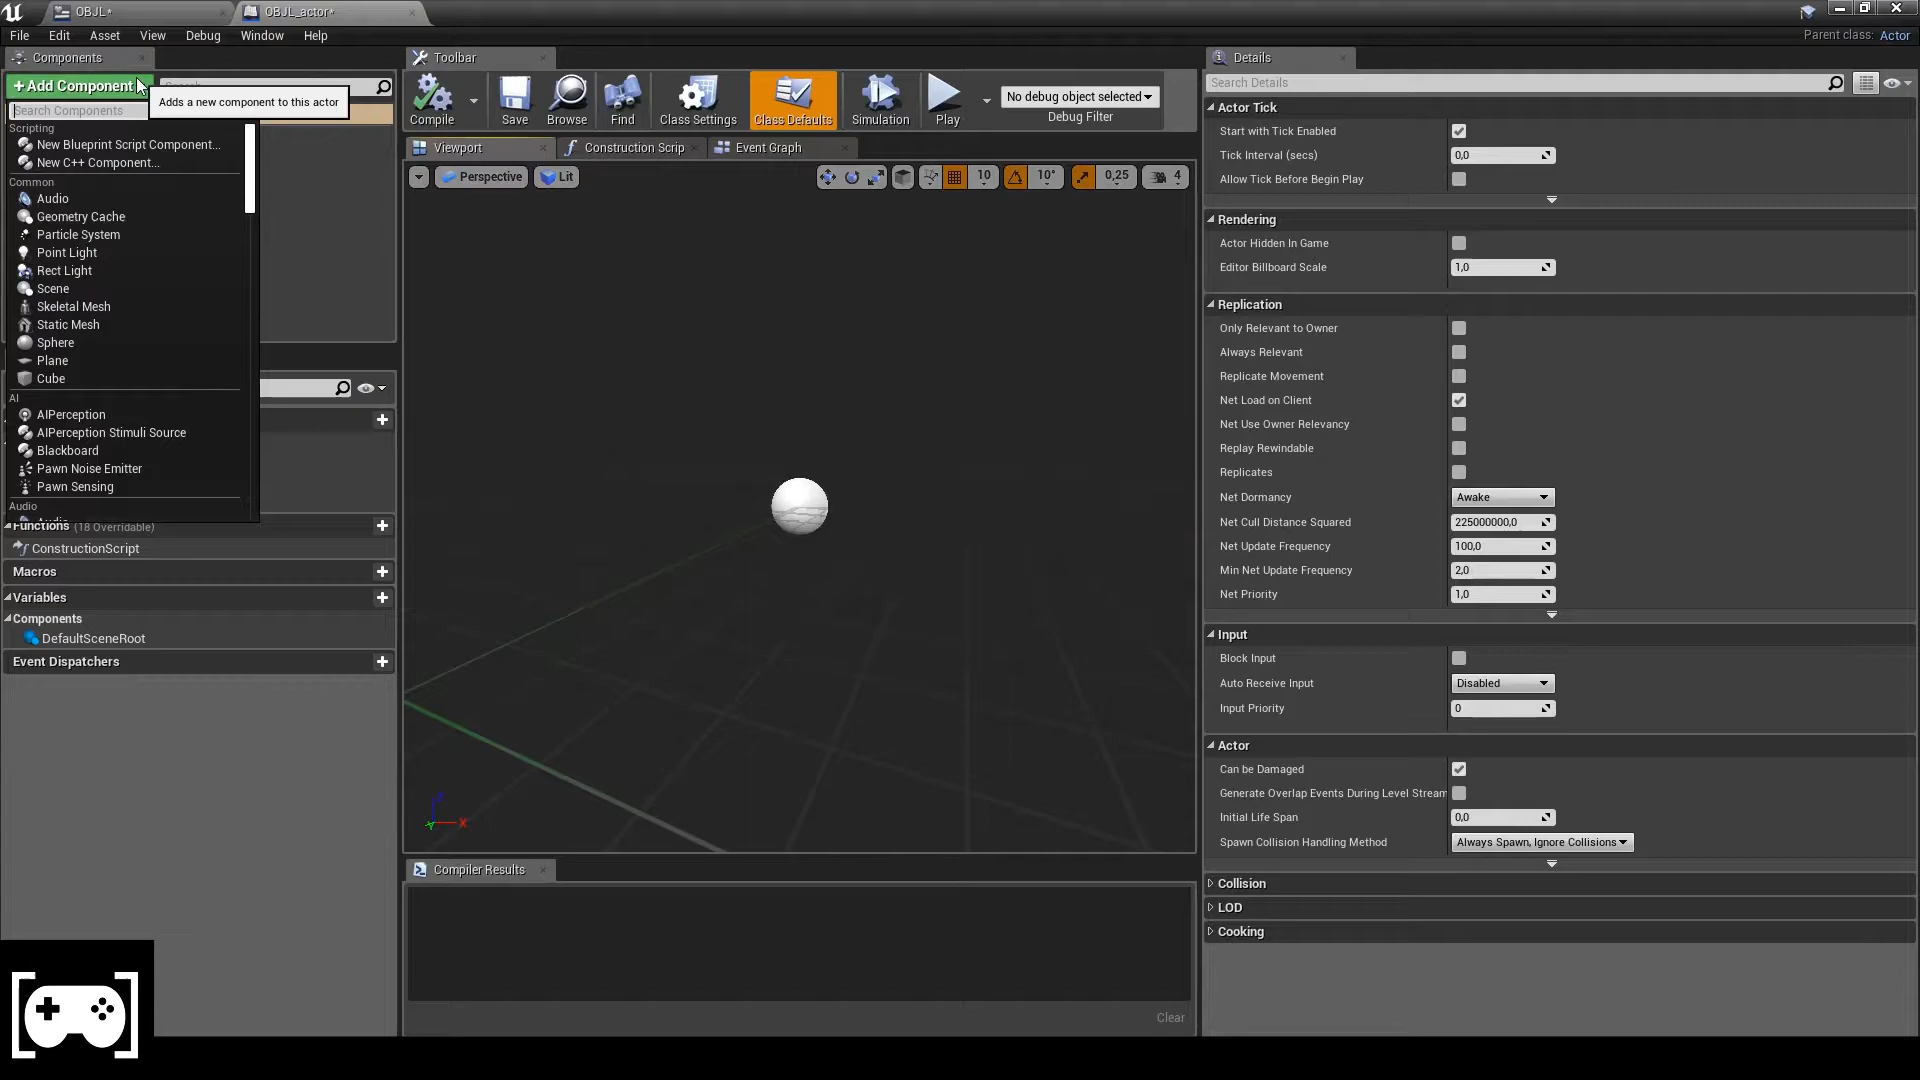 OBJL*
OBJL_actor*
File Edit Asset View Debug Window Help
Parent class: Actor
Components
+ Add Component
Search
Adds a new component to this actor
Search Components
Scripting
New Blueprint Script Component...
New C++ Component...
Common
Audio
Geometry Cache
Particle System
Point Light
Rect Light
Scene
Skeletal Mesh
Static Mesh
Sphere
Plane
Cube
AI
AIPerception
AIPerception Stimuli Source
Blackboard
Pawn Noise Emitter
Pawn Sensing
Audio
Audio
Functions (18 Overridable)
ConstructionScript
Macros
Variables
Components
DefaultSceneRoot
Event Dispatchers
Toolbar
Compile
Save
Browse
Find
Class Settings
Class Defaults
Simulation
Play
No debug object selected
Debug Filter
Viewport
Construction Scrip
Event Graph
Perspective
Lit
10
10°
0,25
4
Z
X
Y
Compiler Results
Clear
Details
Search Details
Actor Tick
Start with Tick Enabled
Tick Interval (secs) 0,0
Allow Tick Before Begin Play
Rendering
Actor Hidden In Game
Editor Billboard Scale 1,0
Replication
Only Relevant to Owner
Always Relevant
Replicate Movement
Net Load on Client
Net Use Owner Relevancy
Replay Rewindable
Replicates
Net Dormancy Awake
Net Cull Distance Squared 225000000,0
Net Update Frequency 100,0
Min Net Update Frequency 2,0
Net Priority 1,0
Input
Block Input
Auto Receive Input Disabled
Input Priority 0
Actor
Can be Damaged
Generate Overlap Events During Level Stream
Initial Life Span 0,0
Spawn Collision Handling Method Always Spawn, Ignore Collisions
Collision
LOD
Cooking